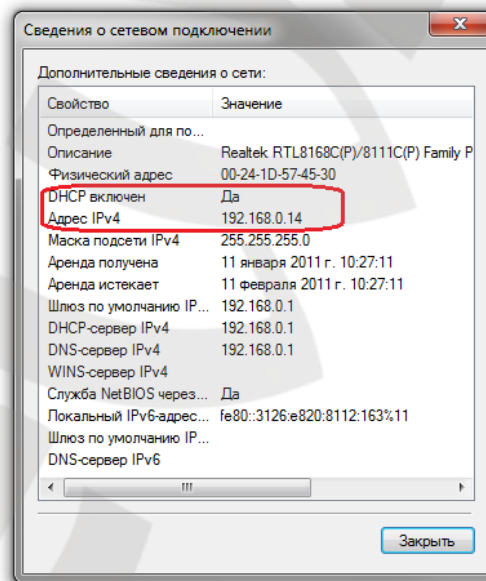 Сведения о сетевом подключении
Дополнительные сведения о сети:
Свойство Значение
Определенный для по...
Описание Realtek RTL8168C(P)/8111C(P) Family P
Физический адрес 00-24-1D-57-45-30
DHCP включен Да
Адрес IPv4 192.168.0.14
Маска подсети IPv4 255.255.255.0
Аренда получена 11 января 2011 г. 10:27:11
Аренда истекает 11 февраля 2011 г. 10:27:11
Шлюз по умолчанию IP... 192.168.0.1
DHCP-сервер IPv4 192.168.0.1
DNS-сервер IPv4 192.168.0.1
WINS-сервер IPv4
Служба NetBIOS через... Да
Локальный IPv6-адрес... fe80::3126:e820:8112:163%11
Шлюз по умолчанию IP...
DNS-сервер IPv6
Закрыть